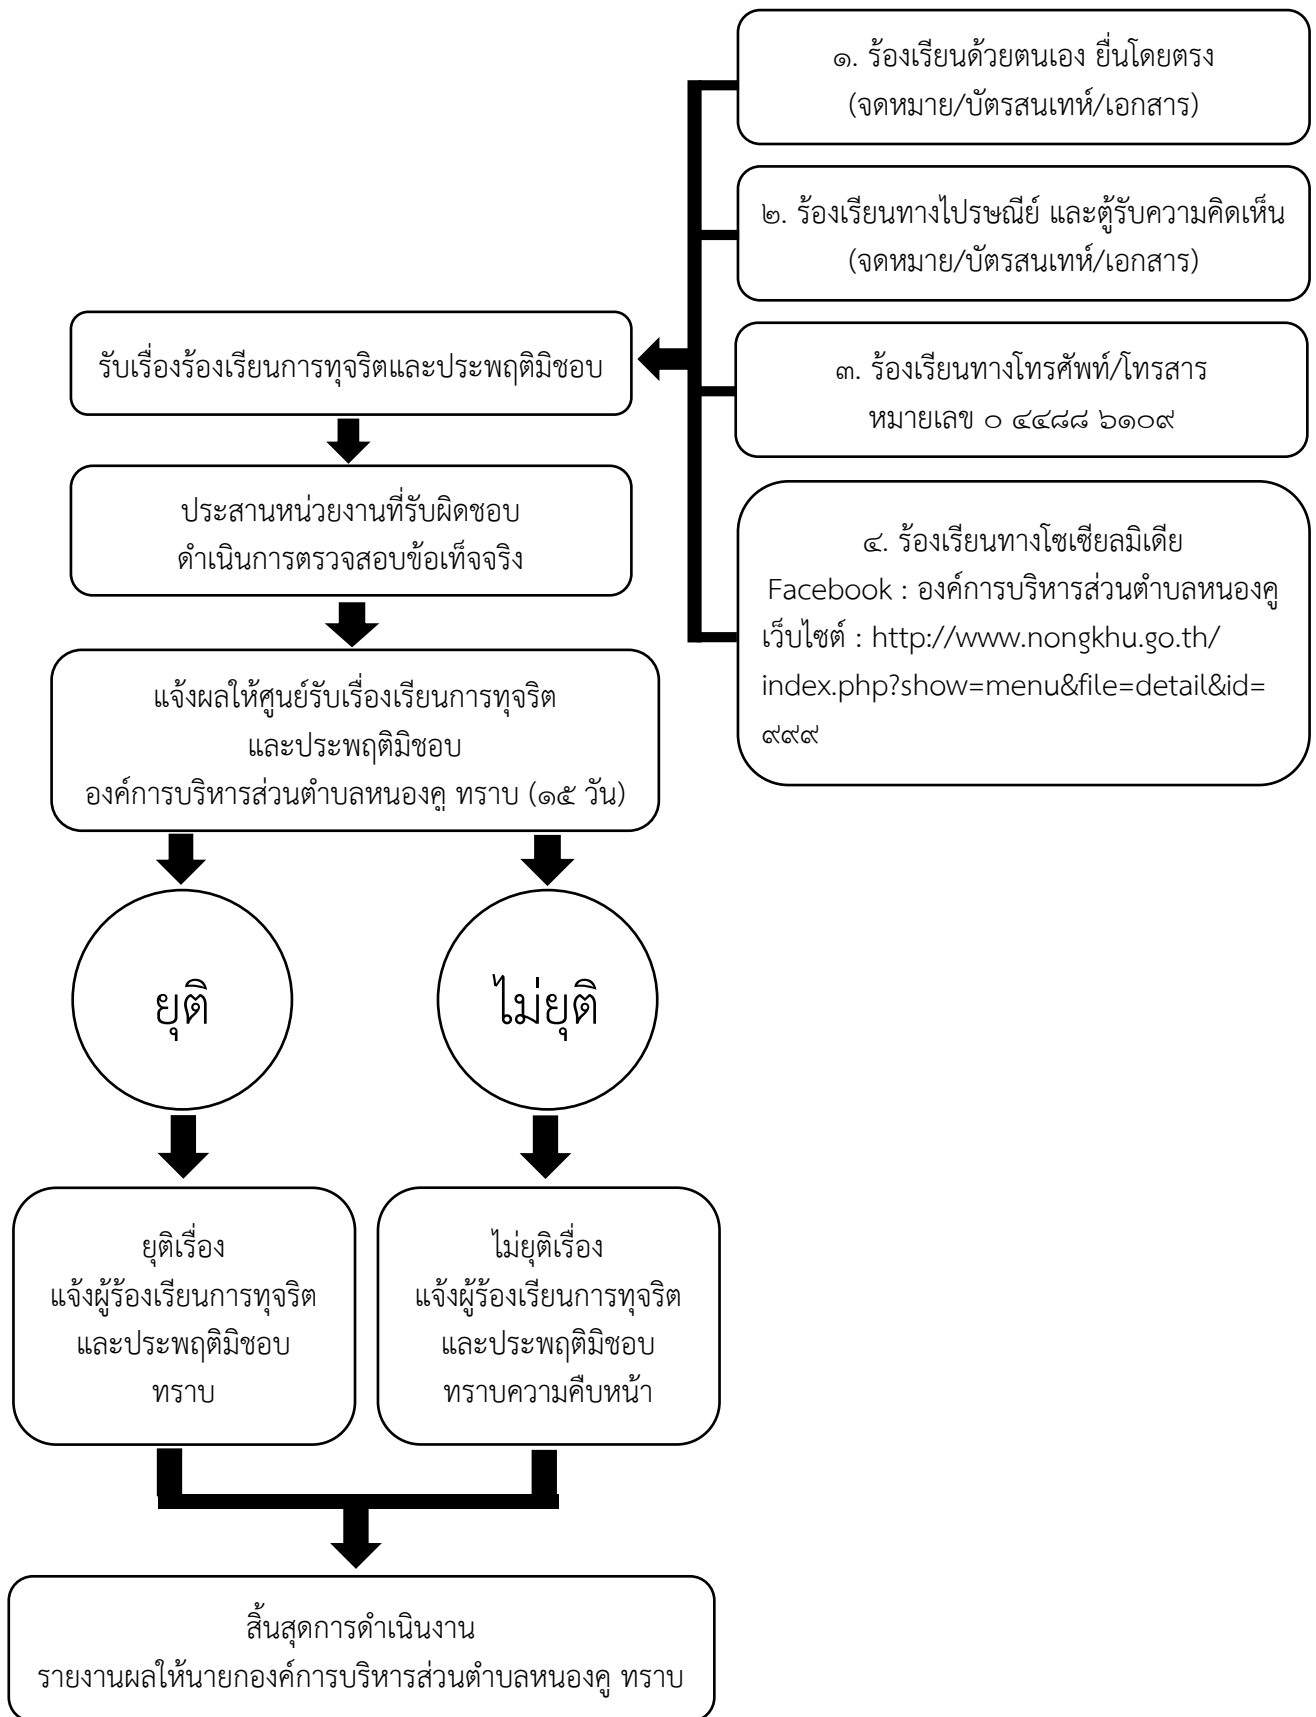 ๑. ร้องเรียนด้วยตนเอง ยื่นโดยตรง
(จดหมาย/บัตรสนเทห์/เอกสาร)
๒. ร้องเรียนทางไปรษณีย์ และตู้รับความคิดเห็น
(จดหมาย/บัตรสนเทห์/เอกสาร)
๓. ร้องเรียนทางโทรศัพท์/โทรสาร
หมายเลข ๐ ๔๔๘๘ ๖๑๐๙
๔. ร้องเรียนทางโซเซียลมิเดีย
Facebook : องค์การบริหารส่วนตำบลหนองคู
เว็บไซต์ : http://www.nongkhu.go.th/
index.php?show=menu&file=detail&id=
๙๙๙
รับเรื่องร้องเรียนการทุจริตและประพฤติมิชอบ
ประสานหน่วยงานที่รับผิดชอบ
ดำเนินการตรวจสอบข้อเท็จจริง
แจ้งผลให้ศูนย์รับเรื่องเรียนการทุจริต
และประพฤติมิชอบ
องค์การบริหารส่วนตำบลหนองคู ทราบ (๑๕ วัน)
ยุติ
ไม่ยุติ
ยุติเรื่อง
แจ้งผู้ร้องเรียนการทุจริต
และประพฤติมิชอบ
ทราบ
ไม่ยุติเรื่อง
แจ้งผู้ร้องเรียนการทุจริต
และประพฤติมิชอบ
ทราบความคืบหน้า
สิ้นสุดการดำเนินงาน
รายงานผลให้นายกองค์การบริหารส่วนตำบลหนองคู ทราบ